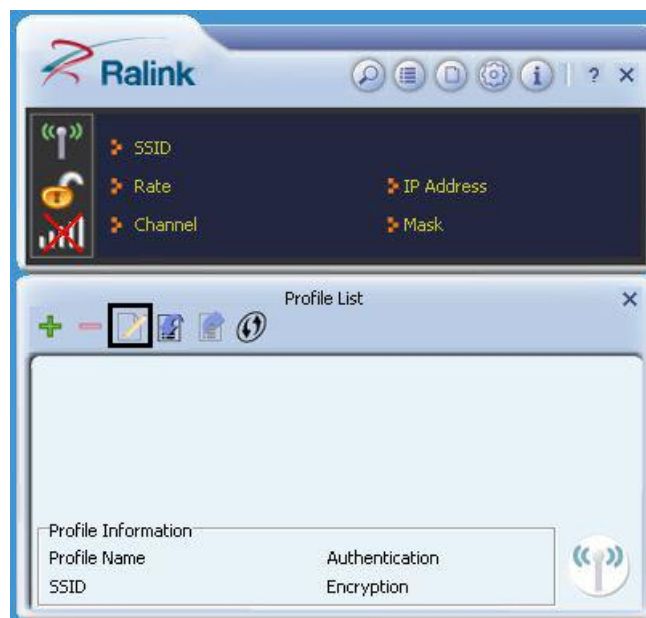 Ralink
? ×
SSID
Rate
IP Address
Channel
Mask
Profile List
×
Profile Information
Profile Name
Authentication
SSID
Encryption